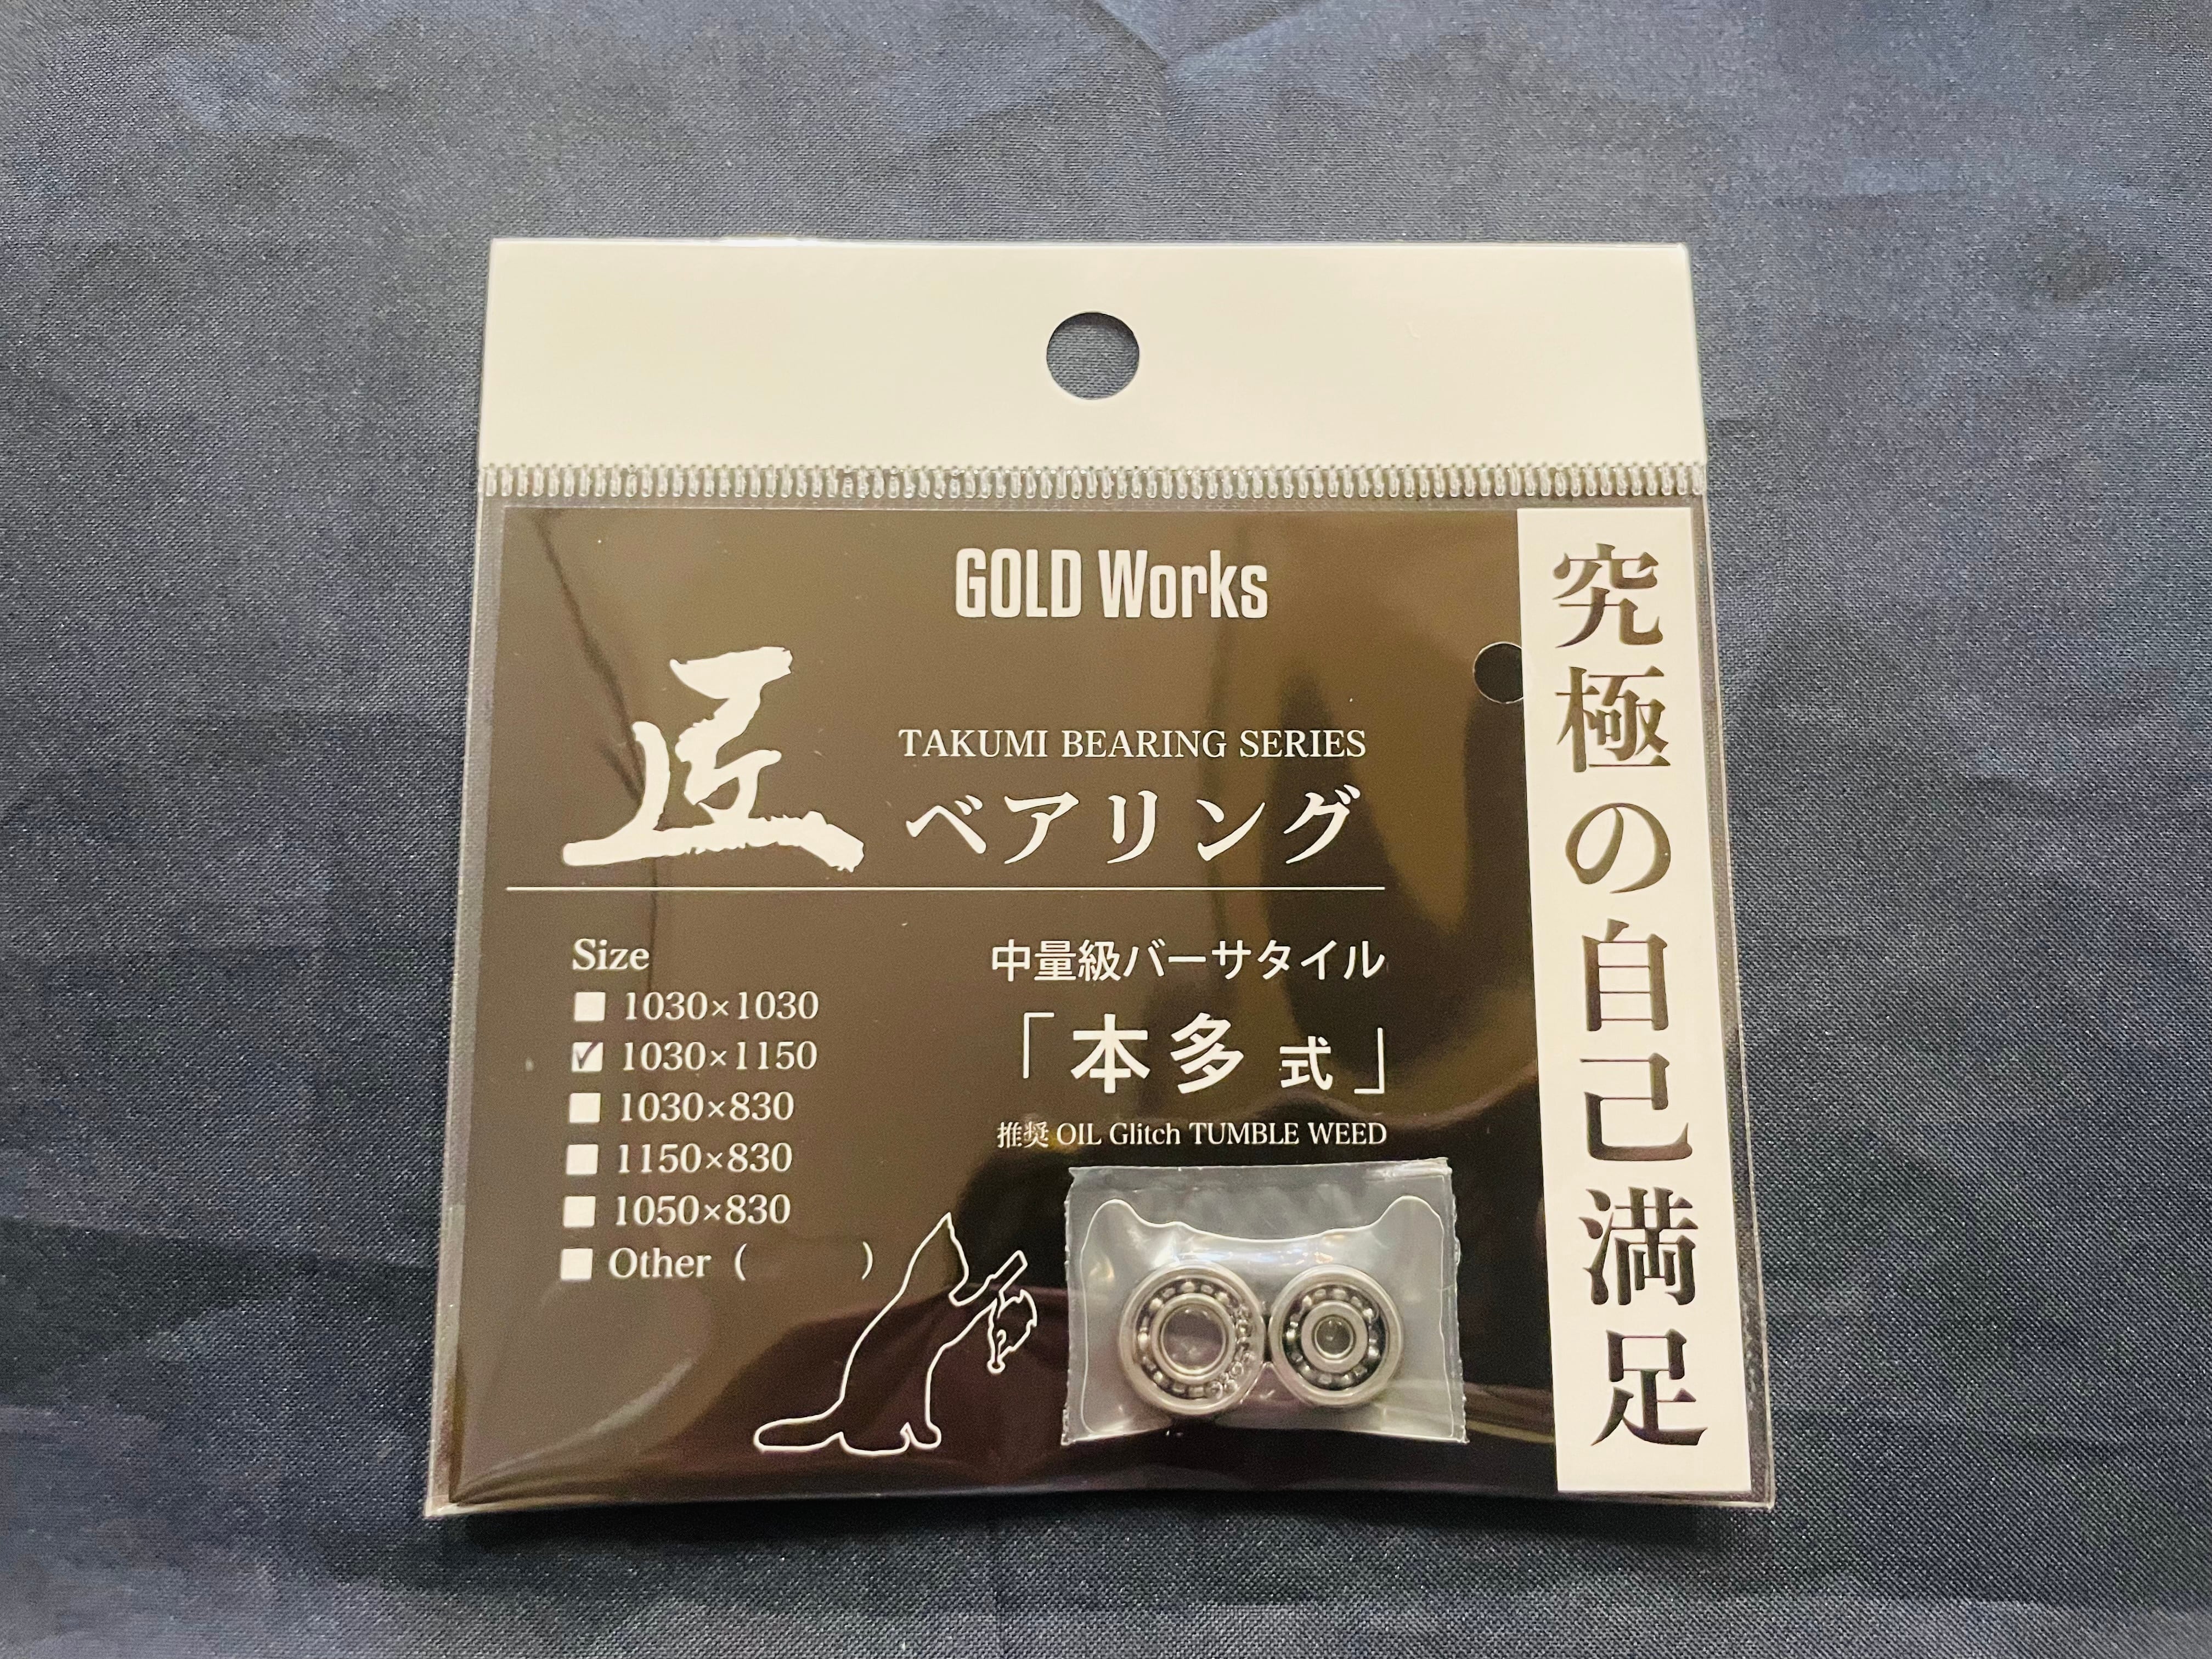 GOLD Works
匠
TAKUMI BEARING SERIES
ベアリング
Size
1030×1030
1030×1150
1030×830
1150×830
1050×830
Other (          )
中量級バーサタイル
「本多 式」
推奨 OIL Glitch TUMBLE WEED
究極の自己満足